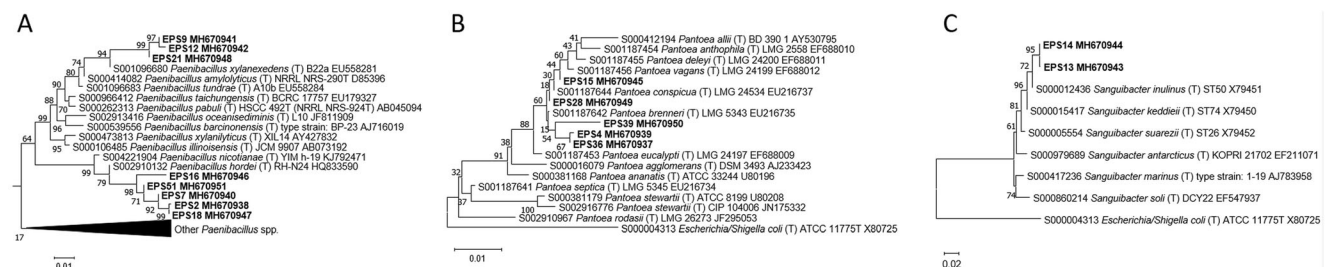 A
EPS9 MH670941
EPS12 MH670942
EPS21 MH670948
S001096680 Paenibacillus xylanexedens (T) B22a EU558281
S000414082 Paenibacillus amylolyticus (T) NRRL NRS-290T D85396
S001096683 Paenibacillus tundrae (T) A10b EU558284
S000966412 Paenibacillus taichungensis (T) BCRC 17757 EU179327
S000262313 Paenibacillus pabuli (T) HSCC 492T (NRRL NRS-924T) AB045094
S002913416 Paenibacillus oceanisediminis (T) L10 JF811909
S000539556 Paenibacillus barcinonensis (T) type strain: BP-23 AJ716019
S000473813 Paenibacillus xylanilyticus (T) XIL14 AY427832
S000106485 Paenibacillus illinoisensis (T) JCM 9907 AB073192
S004221904 Paenibacillus nicotianae (T) YIM h-19 KJ792471
S002910132 Paenibacillus hordei (T) RH-N24 HQ833590
EPS16 MH670946
EPS51 MH670951
EPS7 MH670940
EPS2 MH670938
EPS18 MH670947
Other Paenibacillus spp.
97
99
94
74
80
90
88
99
70
96
95
64
79
98
71
92
99
17
0.01
B
S000412194 Pantoea allii (T) BD 390 1 AY530795
S001187454 Pantoea anthophila (T) LMG 2558 EF688010
S001187455 Pantoea deleyi (T) LMG 24200 EF688011
S001187456 Pantoea vagans (T) LMG 24199 EF688012
EPS15 MH670945
S001187644 Pantoea conspicua (T) LMG 24534 EU216737
EPS28 MH670949
S001187642 Pantoea brenneri (T) LMG 5343 EU216735
EPS39 MH670950
EPS4 MH670939
EPS36 MH670937
S001187453 Pantoea eucalypti (T) LMG 24197 EF688009
S000016079 Pantoea agglomerans (T) DSM 3493 AJ233423
S000381168 Pantoea ananatis (T) ATCC 33244 U80196
S001187641 Pantoea septica (T) LMG 5345 EU216734
S000381179 Pantoea stewartii (T) ATCC 8199 U80208
S002916776 Pantoea stewartii (T) CIP 104006 JN175332
S002910967 Pantoea rodasii (T) LMG 26273 JF295053
S000004313 Escherichia/Shigella coli (T) ATCC 11775T X80725
41
60
43
44
30
18
60
15
54
67
88
38
91
32
37
100
0.01
C
EPS14 MH670944
EPS13 MH670943
S000012436 Sanguibacter inulinus (T) ST50 X79451
S000015417 Sanguibacter keddieii (T) ST74 X79450
S000005554 Sanguibacter suarezii (T) ST26 X79452
S000979689 Sanguibacter antarcticus (T) KOPRI 21702 EF211071
S000417236 Sanguibacter marinus (T) type strain: 1-19 AJ783958
S000860214 Sanguibacter soli (T) DCY22 EF547937
S000004313 Escherichia/Shigella coli (T) ATCC 11775T X80725
95
72
96
81
61
74
0.02